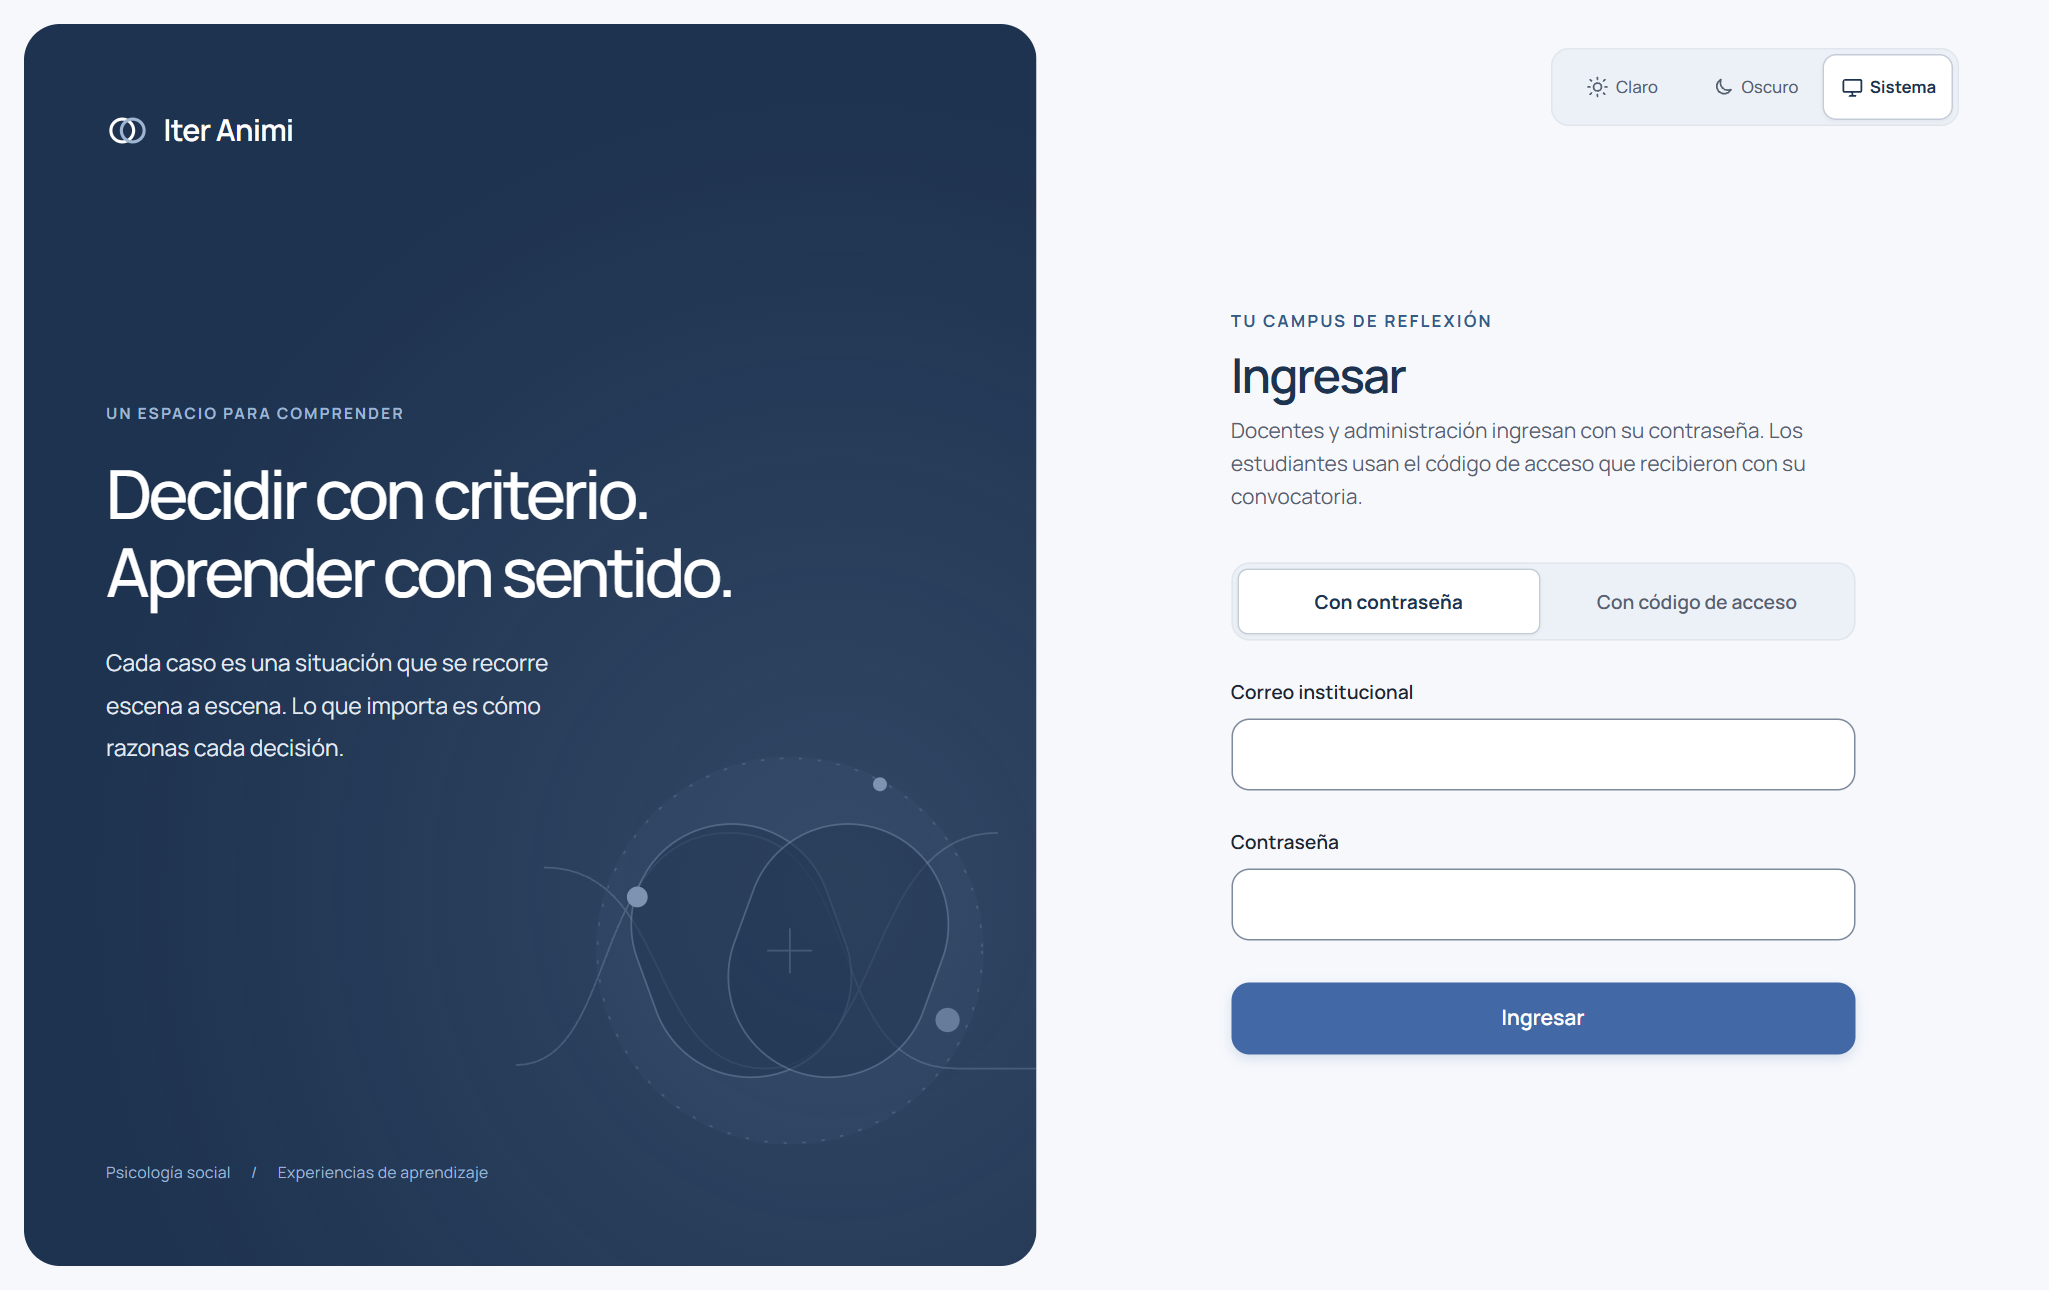 Iter Animi
UN ESPACIO PARA COMPRENDER
Decidir con criterio.
Aprender con sentido.
Cada caso es una situación que se recorre
escena a escena. Lo que importa es cómo
razonas cada decisión.
Psicología social / Experiencias de aprendizaje
Claro Oscuro Sistema
TU CAMPUS DE REFLEXIÓN
Ingresar
Docentes y administración ingresan con su contraseña. Los
estudiantes usan el código de acceso que recibieron con su
convocatoria.
Con contraseña Con código de acceso
Correo institucional
Contraseña
Ingresar